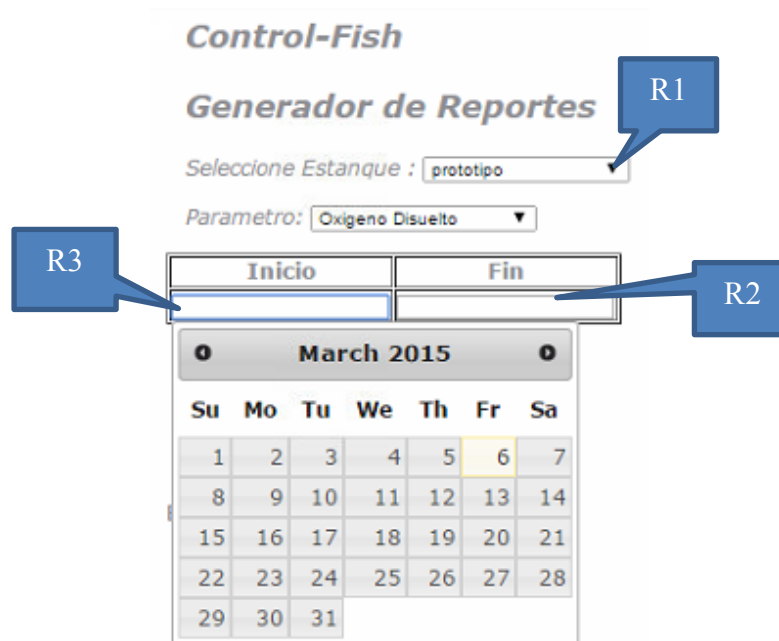 Control-Fish
Generador de Reportes
R1
Seleccione Estanque : prototipo
Parametro: Oxigeno Disuelto
R3
Inicio Fin
R2
March 2015
Su Mo Tu We Th Fr Sa
1 2 3 4 5 6 7
8 9 10 11 12 13 14
15 16 17 18 19 20 21
22 23 24 25 26 27 28
29 30 31